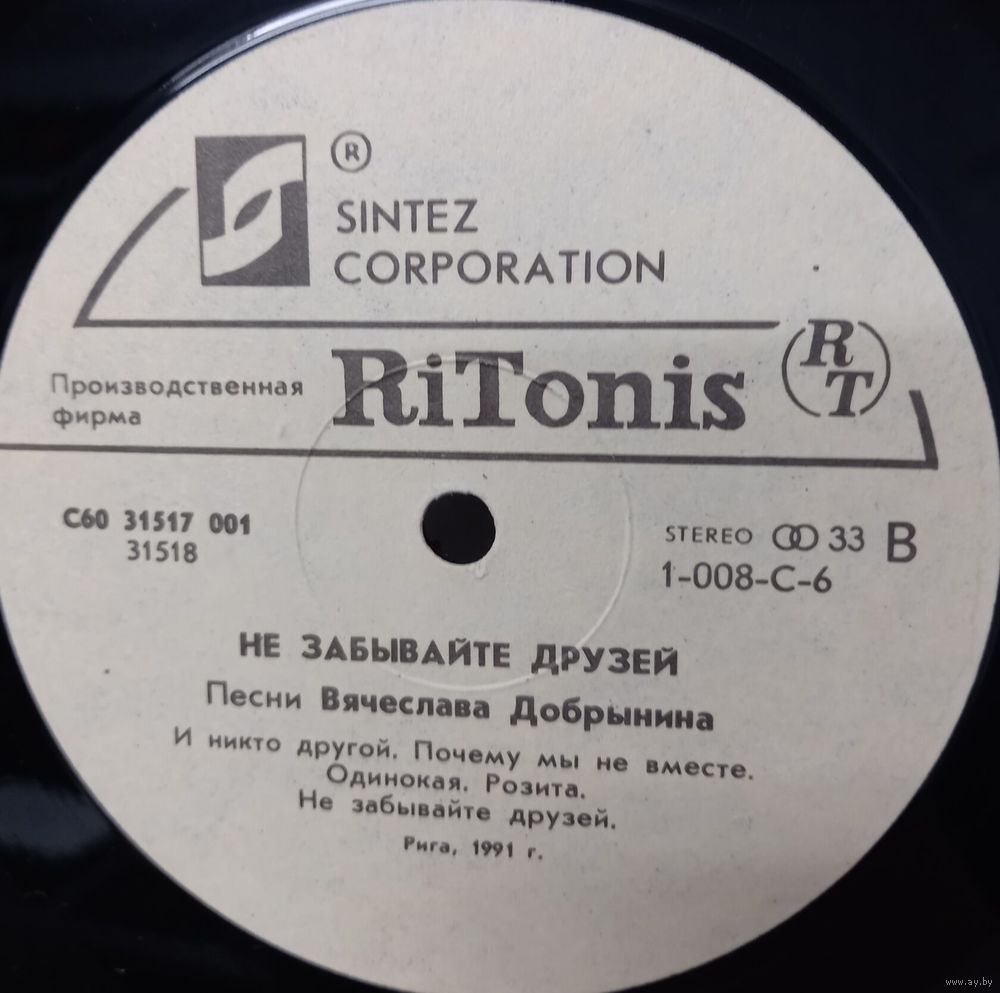 ®
SINTEZ
CORPORATION
Производственная
фирма
RiTonis
RT
С60 31517 001
31518
STEREO 33 B
1-008-C-6
НЕ ЗАБЫВАЙТЕ ДРУЗЕЙ
Песни Вячеслава Добрынина
И никто другой. Почему мы не вместе.
Одинокая. Розита.
Не забывайте друзей.
Рига, 1991 г.
www.ay.by